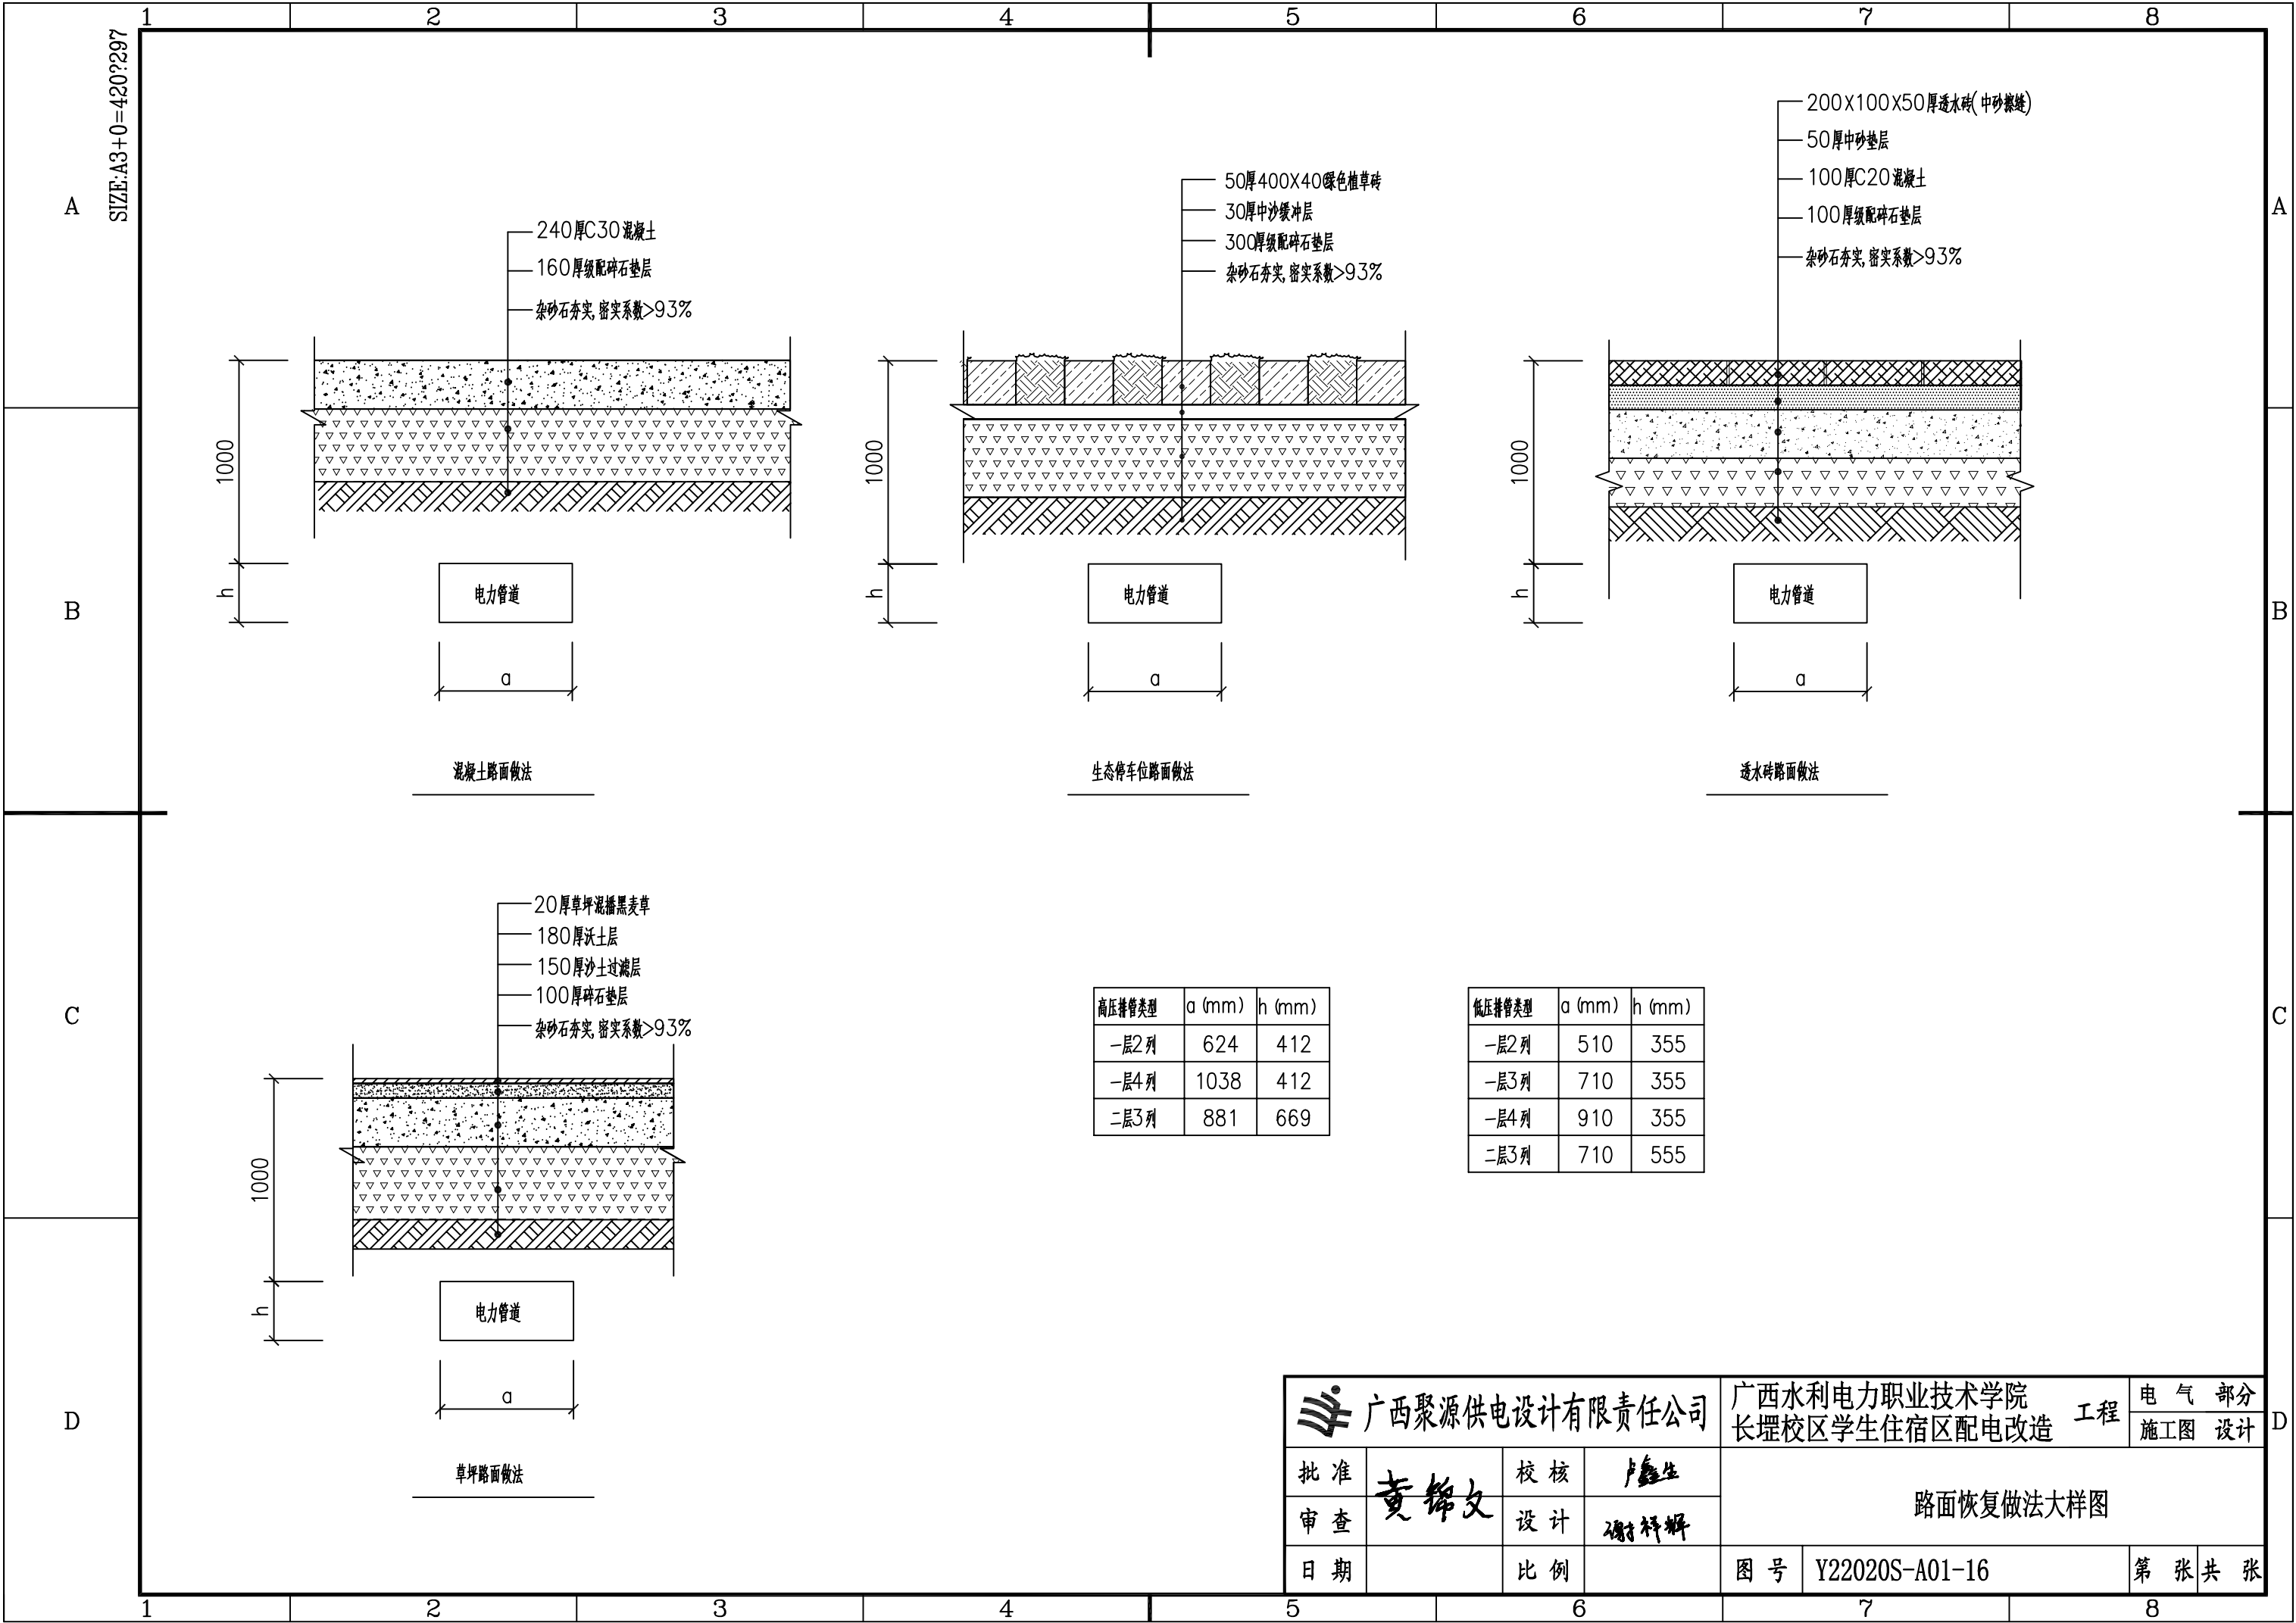 1 2 3 4 5 6 7 8
SIZE:A3+0=420?297
A
A
B
B
C
C
D
D
240厚C30混凝土
160厚级配碎石垫层
杂砂石夯实,密实系数>93%
1000
h
电力管道
a
混凝土路面做法
50厚400X400绿色植草砖
30厚中沙缓冲层
300厚级配碎石垫层
杂砂石夯实,密实系数>93%
1000
h
电力管道
a
生态停车位路面做法
200X100X50厚透水砖(中砂擦缝)
50厚中砂垫层
100厚C20混凝土
100厚级配碎石垫层
杂砂石夯实,密实系数>93%
1000
h
电力管道
a
透水砖路面做法
20厚草坪混播黑麦草
180厚沃土层
150厚沙土过滤层
100厚碎石垫层
杂砂石夯实,密实系数>93%
1000
h
电力管道
a
草坪路面做法
高压排管类型 a (mm) h (mm)
一层2列 624 412
一层4列 1038 412
二层3列 881 669
低压排管类型 a (mm) h (mm)
一层2列 510 355
一层3列 710 355
一层4列 910 355
二层3列 710 555
广西聚源供电设计有限责任公司
广西水利电力职业技术学院
长堽校区学生住宿区配电改造
工程
电 气 部分
施工图 设计
批 准 黄锦文 校 核 卢鑫生
审 查 设 计 谢祥辉
路面恢复做法大样图
日 期 比 例 图 号 Y22020S-A01-16 第 张 共 张
1 2 3 4 5 6 7 8